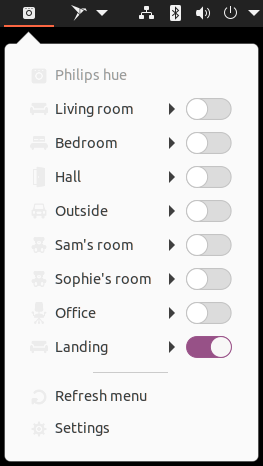 Philips hue
Living room
Bedroom
Hall
Outside
Sam's room
Sophie's room
Office
Landing
Refresh menu
Settings